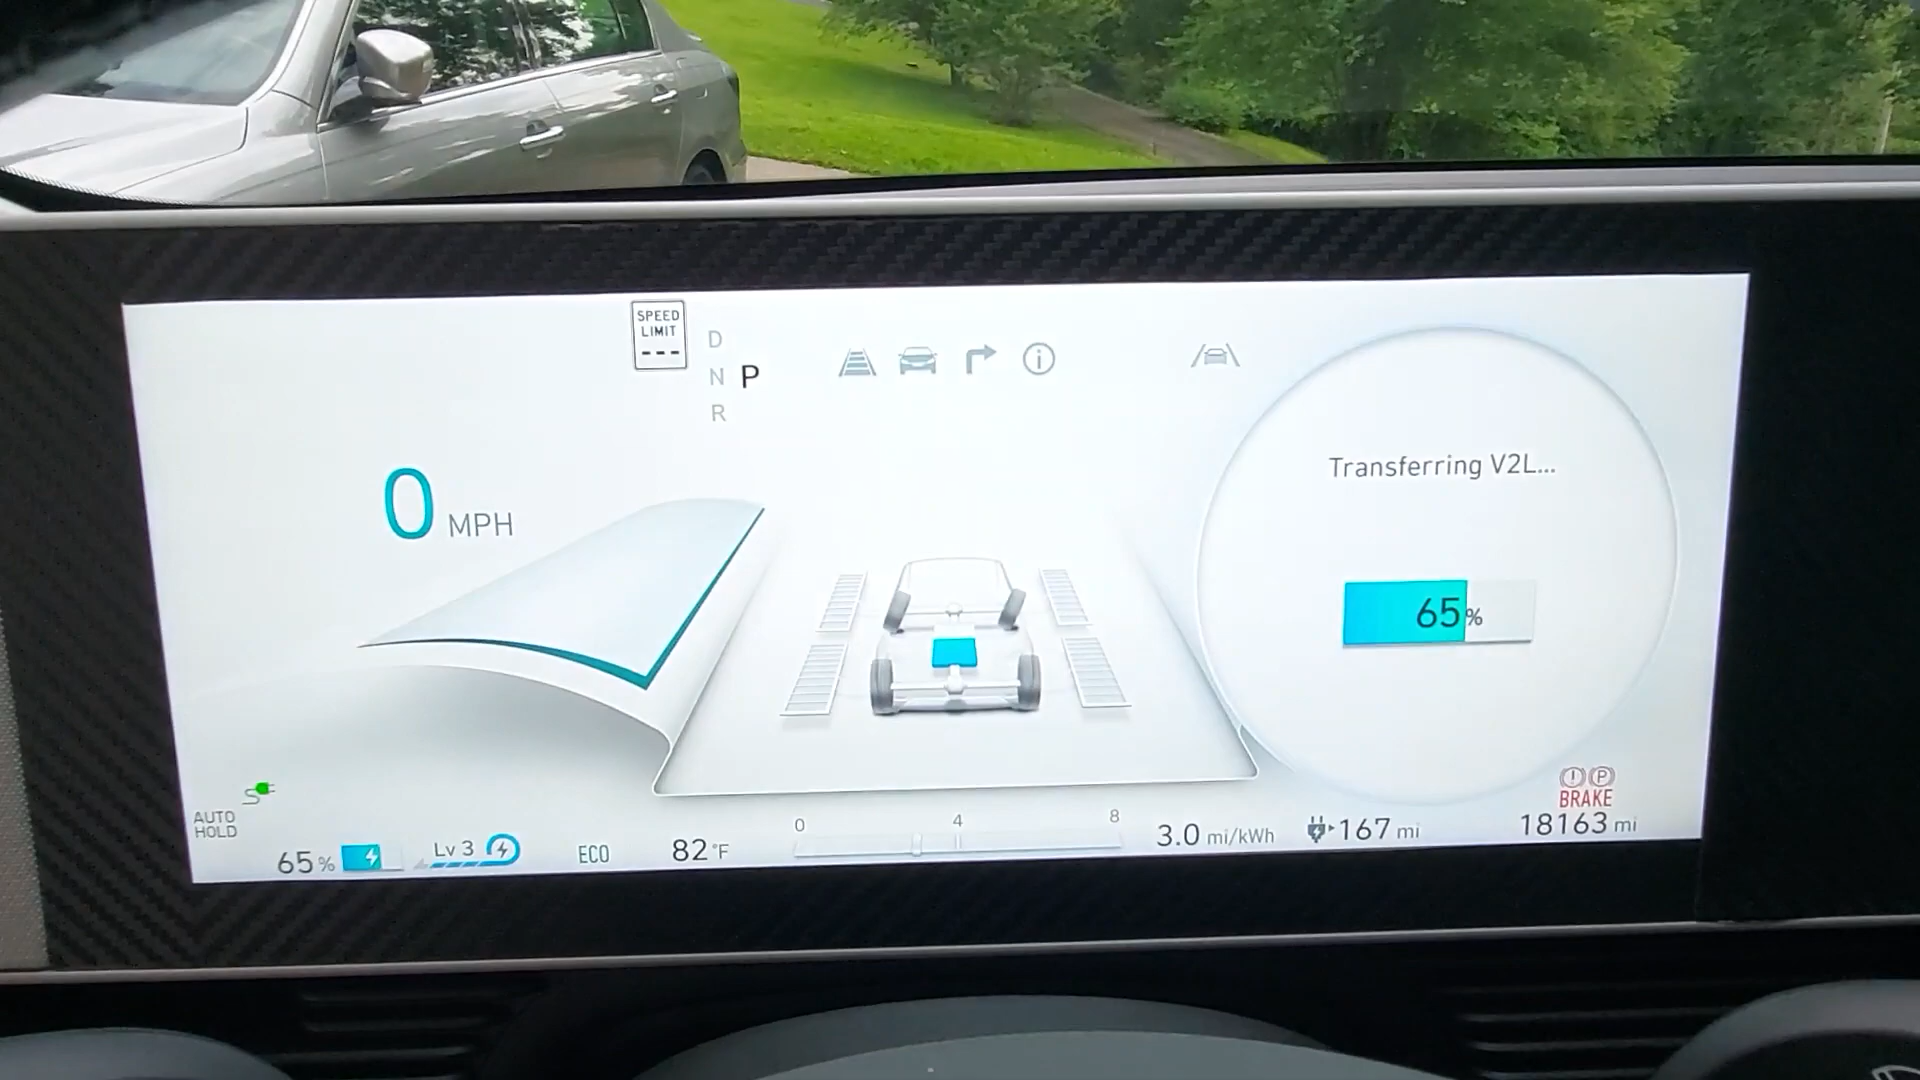 SPEED
LIMIT
---
D
N P
R
0 MPH
Transferring V2L...
65%
AUTO
HOLD
65%
Lv 3
ECO
82°F
0 4 8
3.0 mi/kWh
167 mi
P
BRAKE
18163 mi